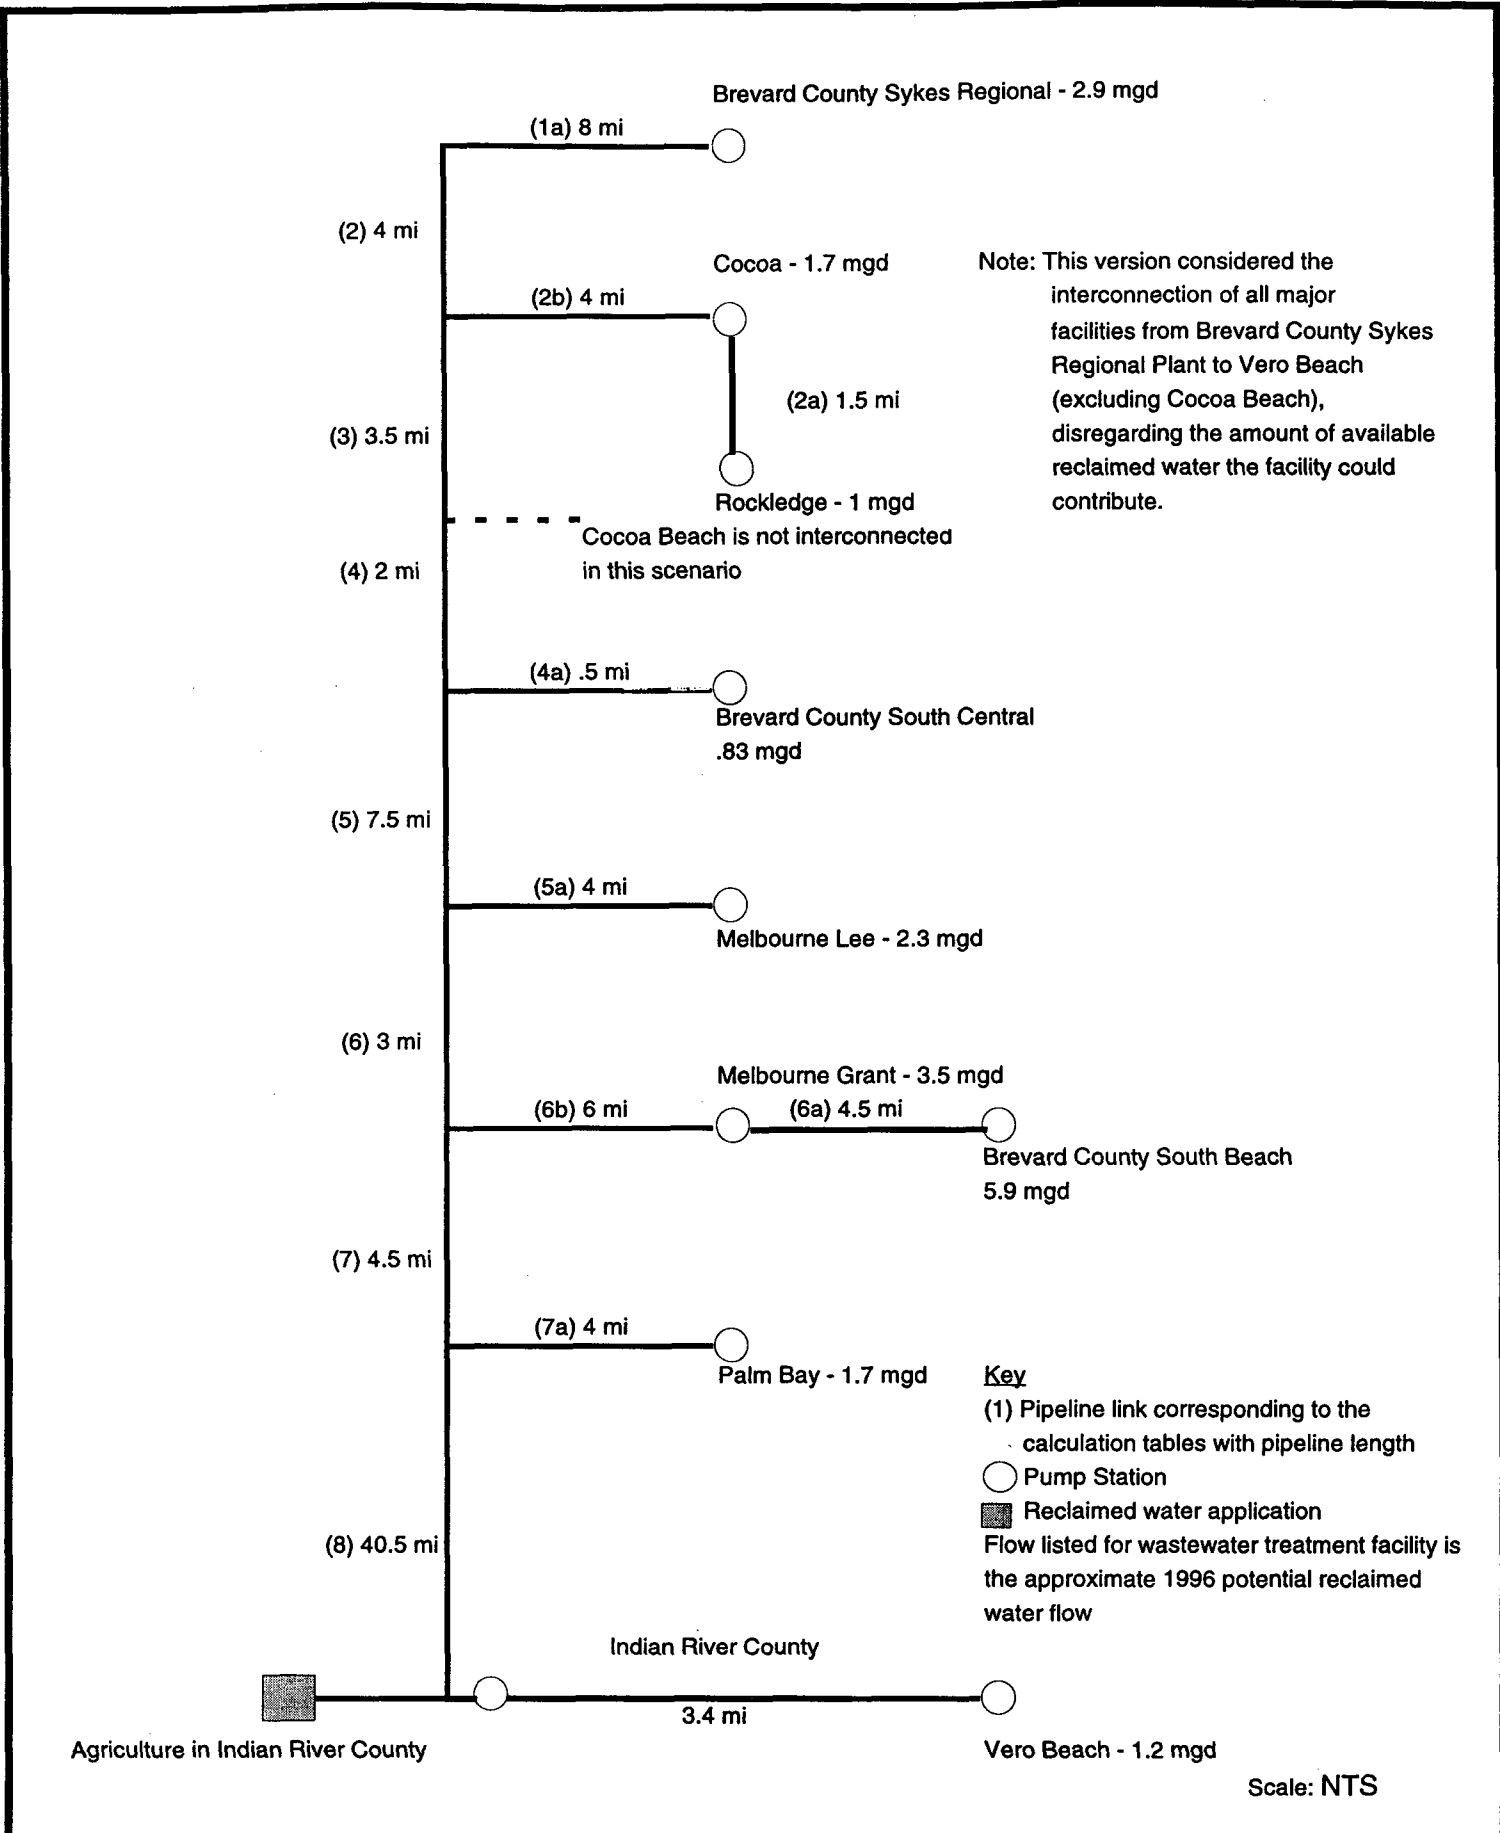 Brevard County Sykes Regional - 2.9 mgd
(1a) 8 mi
(2) 4 mi
Cocoa - 1.7 mgd
(2b) 4 mi
(2a) 1.5 mi
(3) 3.5 mi
Rockledge - 1 mgd
Note: This version considered the
interconnection of all major
facilities from Brevard County Sykes
Regional Plant to Vero Beach
(excluding Cocoa Beach),
disregarding the amount of available
reclaimed water the facility could
contribute.
Cocoa Beach is not interconnected
in this scenario
(4) 2 mi
(4a) .5 mi
Brevard County South Central
.83 mgd
(5) 7.5 mi
(5a) 4 mi
Melbourne Lee - 2.3 mgd
(6) 3 mi
Melbourne Grant - 3.5 mgd
(6b) 6 mi
(6a) 4.5 mi
Brevard County South Beach
5.9 mgd
(7) 4.5 mi
(7a) 4 mi
Palm Bay - 1.7 mgd
Key
(1) Pipeline link corresponding to the
calculation tables with pipeline length
Pump Station
Reclaimed water application
Flow listed for wastewater treatment facility is
the approximate 1996 potential reclaimed
water flow
(8) 40.5 mi
Indian River County
3.4 mi
Agriculture in Indian River County
Vero Beach - 1.2 mgd
Scale: NTS